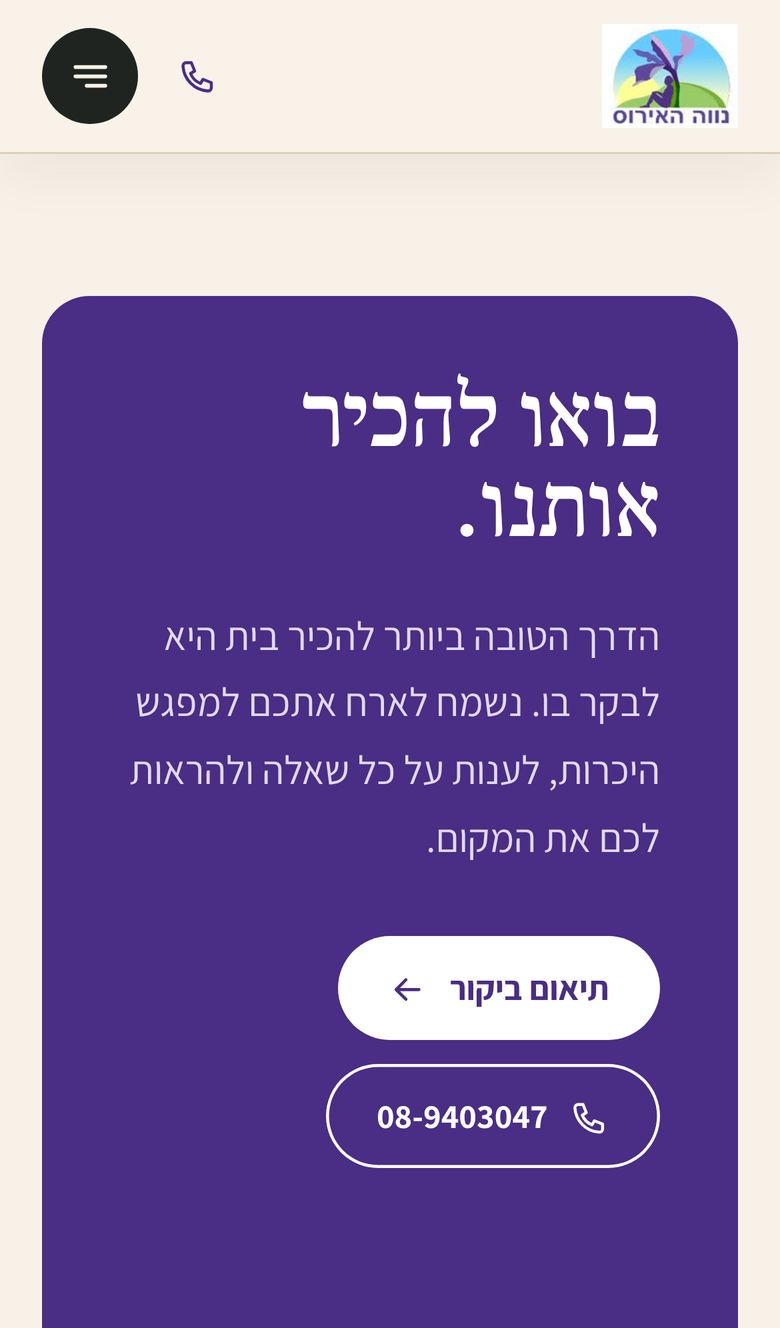 נווה האירוס
בואו להכיר
אותנו.
הדרך הטובה ביותר להכיר בית היא
לבקר בו. נשמח לארח אתכם למפגש
היכרות, לענות על כל שאלה ולהראות
לכם את המקום.
תיאום ביקור
08-9403047